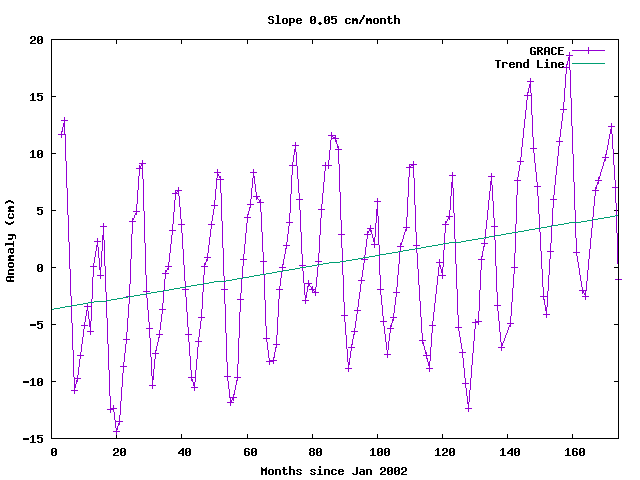 Slope 0.05 cm/month
GRACE
Trend Line
20
15
10
5
0
-5
-10
-15
Anomaly (cm)
0 20 40 60 80 100 120 140 160
Months since Jan 2002